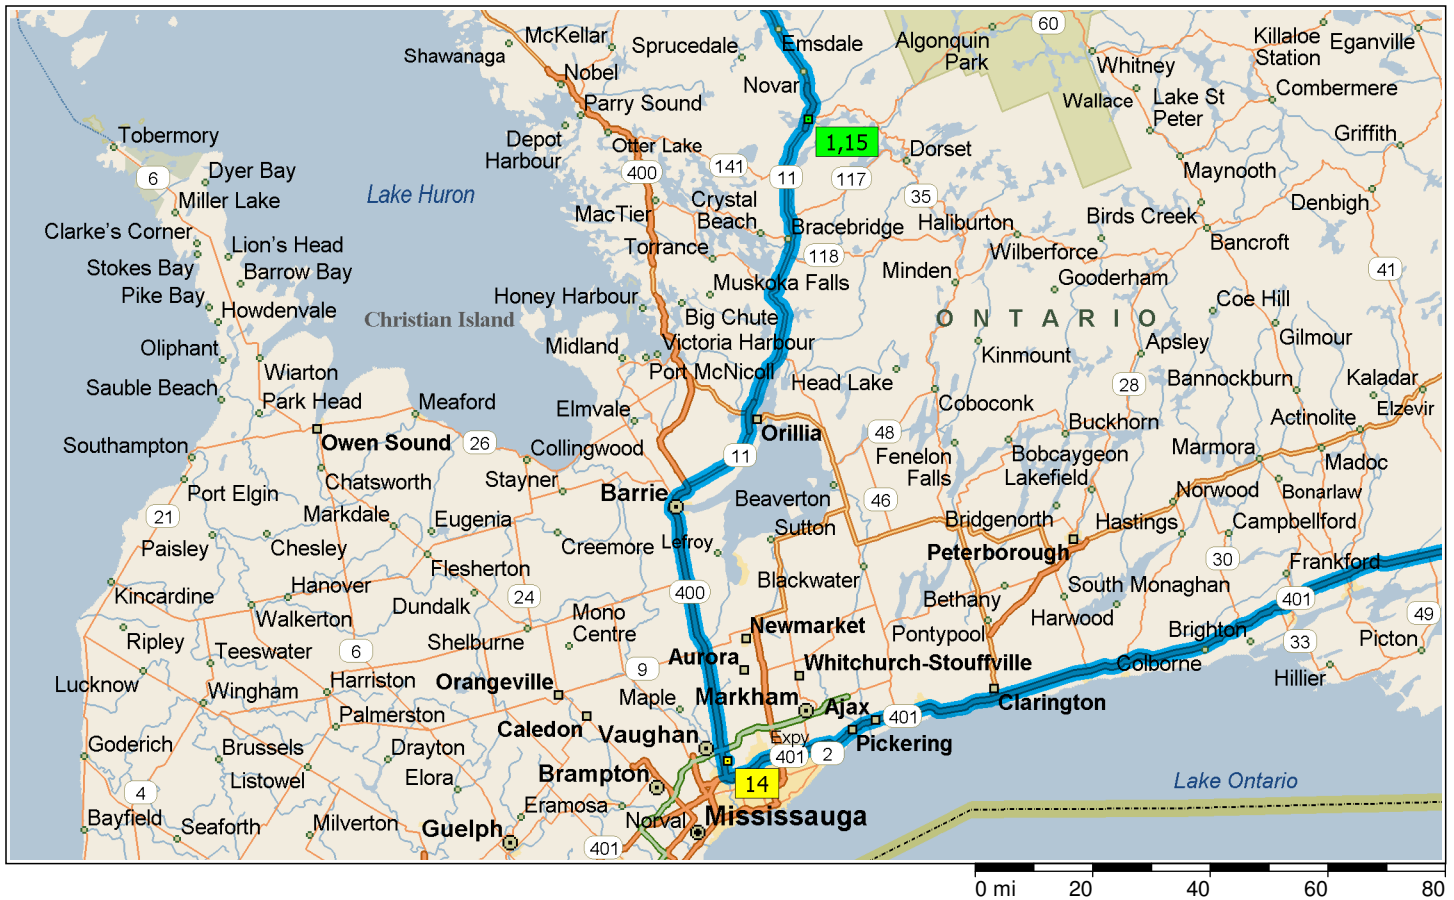 McKellar
Sprucedale
Emsdale
Algonquin
Park
60
Killaloe
Station
Eganville
Shawanaga
Nobel
Novar
Whitney
Wallace
Lake St
Peter
Combermere
Parry Sound
Tobermory
Depot
Harbour
Otter Lake
1,15
Dorset
Griffith
6
Dyer Bay
400
141
11
117
35
Maynooth
Miller Lake
Lake Huron
MacTier
Crystal
Beach
Bracebridge
Haliburton
Birds Creek
Denbigh
Clarke's Corner
Lion's Head
Torrance
118
Wilberforce
Bancroft
Stokes Bay
Barrow Bay
Muskoka Falls
Minden
Gooderham
41
Pike Bay
Howdenvale
Honey Harbour
Christian Island
Big Chute
ONTARIO
Coe Hill
Gilmour
Oliphant
Midland
Victoria Harbour
Kinmount
Apsley
Wiarton
Port McNicoll
Head Lake
28
Bannockburn
Kaladar
Sauble Beach
Park Head
Meaford
Elmvale
Coboconk
Actinolite
Elzevir
Southampton
Owen Sound
26
Collingwood
Orillia
48
Buckhorn
11
Fenelon
Falls
Bobcaygeon
Lakefield
Marmora
Madoc
Chatsworth
Stayner
Barrie
Beaverton
46
Norwood
Bonarlaw
Port Elgin
21
Markdale
Eugenia
Sutton
Bridgenorth
Hastings
Campbellford
Paisley
Chesley
Creemore
Lefroy
Peterborough
30
Frankford
Flesherton
Blackwater
South Monaghan
Kincardine
Hanover
Dundalk
24
400
Bethany
Harwood
401
49
Walkerton
Mono
Centre
Newmarket
Pontypool
Brighton
33
Picton
Ripley
Teeswater
6
Shelburne
9
Aurora
Whitchurch-Stouffville
Colborne
Hillier
Lucknow
Wingham
Harriston
Orangeville
Maple
Markham
Ajax
401
Clarington
Palmerston
Caledon
Vaughan
Expy
Pickering
Goderich
Brussels
Drayton
401
2
Listowel
Elora
Brampton
14
Lake Ontario
4
Bayfield
Seaforth
Milverton
Eramosa
Guelph
Norval
Mississauga
401
0 mi
20
40
60
80